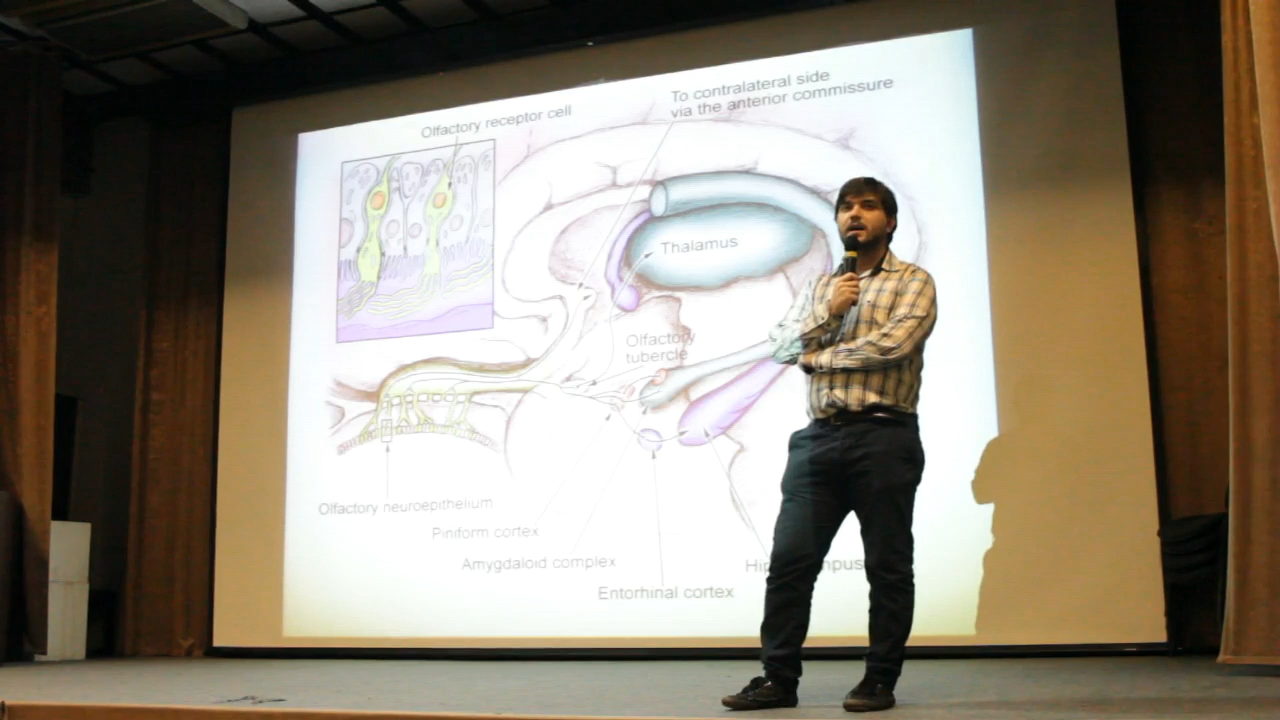 To contralateral side
via the anterior commissure
Olfactory receptor cell
Thalamus
Olfactory
tubercle
Olfactory neuroepithelium
Piniform cortex
Amygdaloid complex
Entorhinal cortex